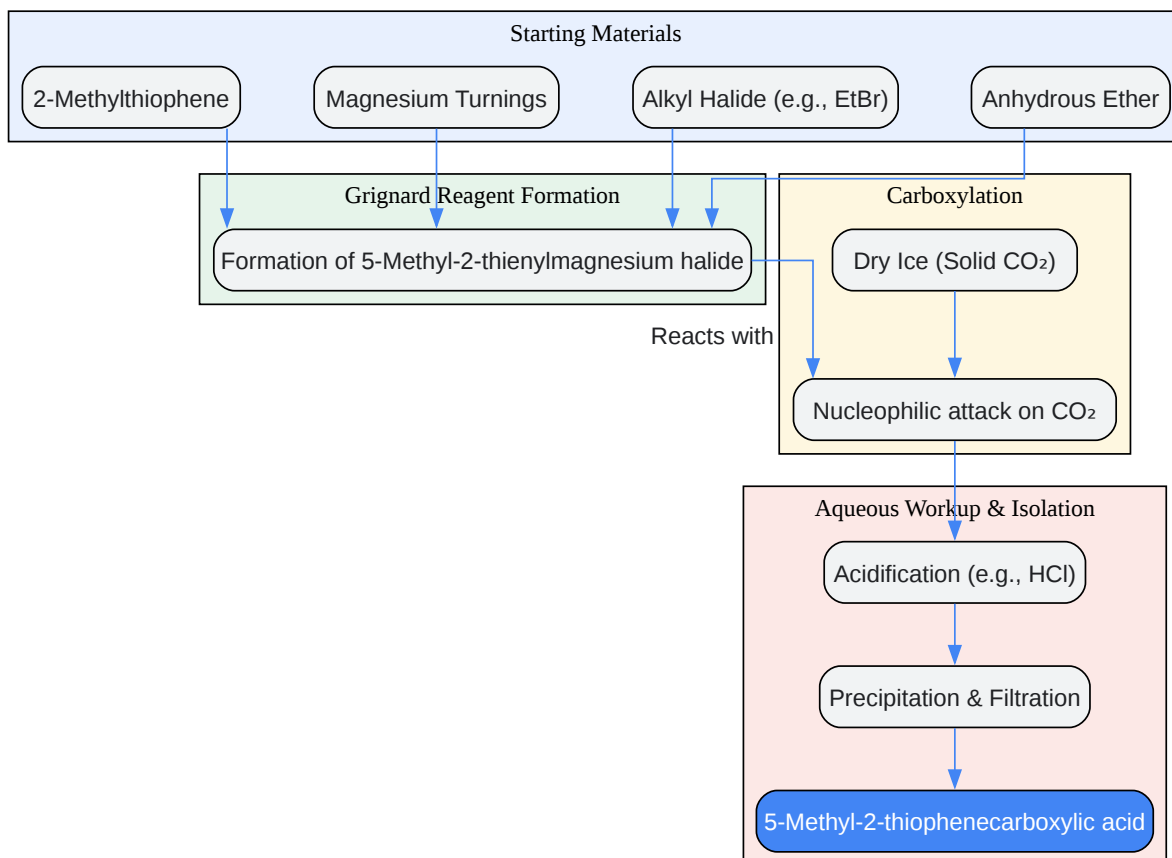 Starting Materials
2-Methylthiophene
Magnesium Turnings
Alkyl Halide (e.g., EtBr)
Anhydrous Ether
Grignard Reagent Formation
Carboxylation
Formation of 5-Methyl-2-thienylmagnesium halide
Dry Ice (Solid CO₂)
Reacts with
Nucleophilic attack on CO₂
Aqueous Workup & Isolation
Acidification (e.g., HCl)
Precipitation & Filtration
5-Methyl-2-thiophenecarboxylic acid